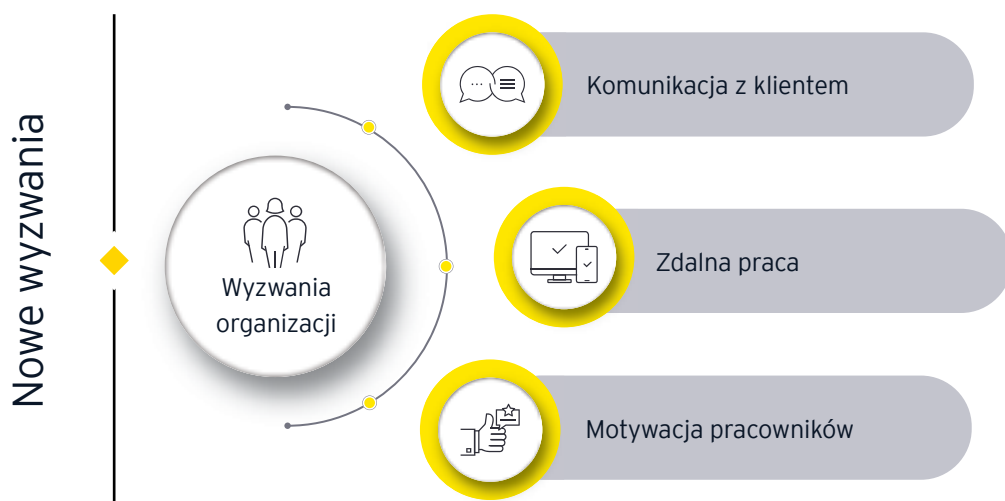 Nowe wyzwania
Wyzwania
organizacji
Komunikacja z klientem
Zdalna praca
Motywacja pracowników